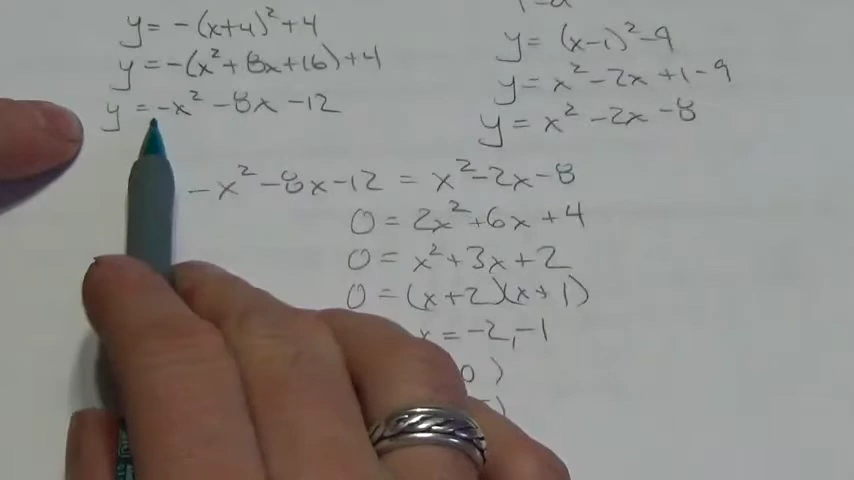 y = -(x+4)² + 4
y = -(x² + 8x + 16) + 4
y = -x² - 8x - 12
y = (x-1)² - 9
y = x² - 2x + 1 - 9
y = x² - 2x - 8
-x² - 8x - 12 = x² - 2x - 8
0 = 2x² + 6x + 4
0 = x² + 3x + 2
0 = (x+2)(x+1)
x = -2, -1
0 )
)